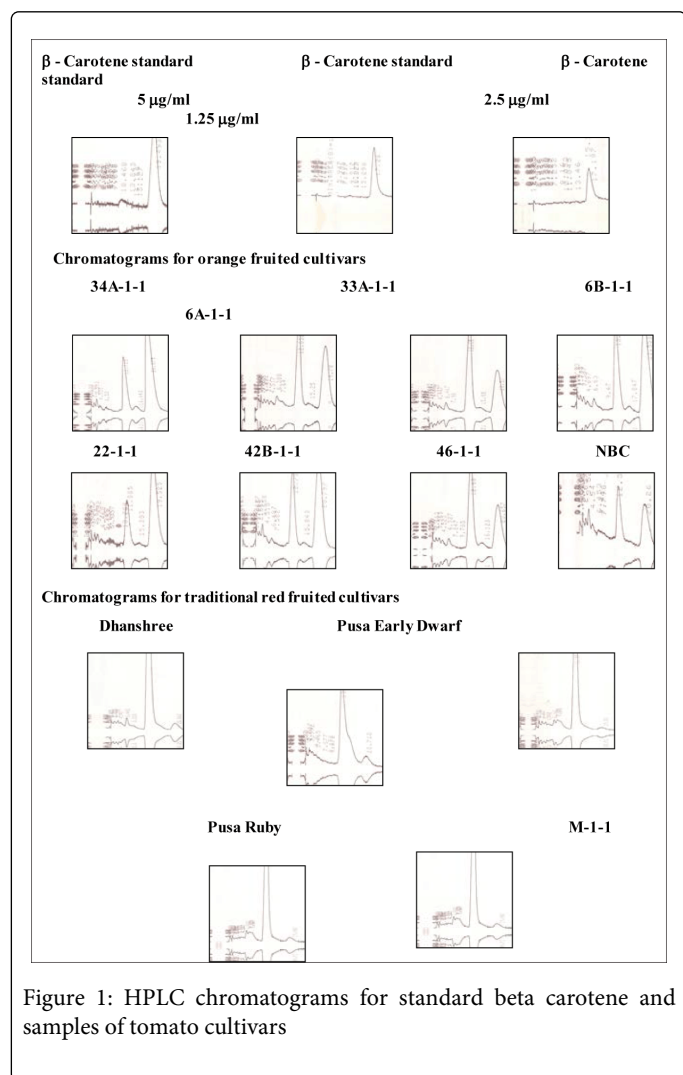 β - Carotene standard β - Carotene standard β - Carotene
standard
5 µg/ml 2.5 µg/ml
1.25 µg/ml
Chromatograms for orange fruited cultivars
34A-1-1 33A-1-1 6B-1-1
6A-1-1
22-1-1 42B-1-1 46-1-1 NBC
Chromatograms for traditional red fruited cultivars
Dhanshree Pusa Early Dwarf
Pusa Ruby M-1-1
Figure 1: HPLC chromatograms for standard beta carotene and
samples of tomato cultivars